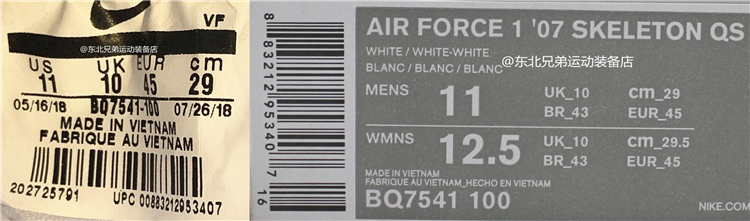 VF
@东北兄弟运动装备店
US UK EUR cm
11 10 45 29
05/16/18 BQ7541-100 07/26/18
MADE IN VIETNAM
FABRIQUE AU VIETNAM
202725791
UPC 00883212953407
8 83212 95340 7
16
AIR FORCE 1 '07 SKELETON QS
WHITE / WHITE-WHITE
BLANC / BLANC / BLANC
@东北兄弟运动装备店
MENS 11 UK_10 cm_29
BR_43 EUR_45
WMNS 12.5 UK_10 cm_29.5
BR_43 EUR_45
MADE IN VIETNAM
FABRIQUE AU VIETNAM_HECHO EN VIETNAM
BQ7541 100
NIKE.COM